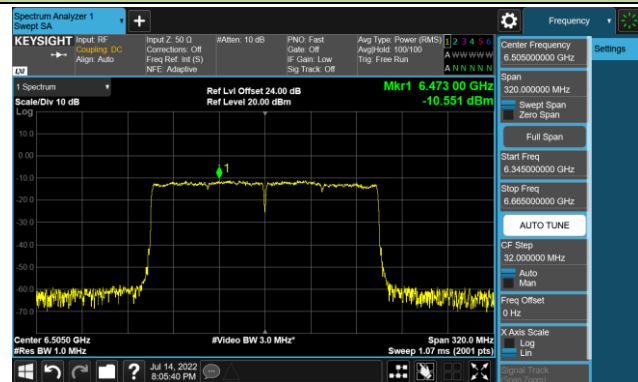 Spectrum Analyzer 1
Swept SA
Frequency
KEYSIGHT
Input: RF
Coupling: DC
Align: Auto
Input Z: 50 Ω
Corrections: Off
Freq Ref: Int (S)
NFE: Adaptive
#Atten: 10 dB
PNO: Fast
Gate: Off
IF Gain: Low
Sig Track: Off
Avg Type: Power (RMS)
Avg|Hold: 100/100
Trig: Free Run
1 2 3 4 5 6
A W W W W W
A N N N N N
LXI
1 Spectrum
Scale/Div 10 dB
Log
Ref Lvl Offset 24.00 dB
Ref Level 20.00 dBm
Mkr1 6.473 00 GHz
-10.551 dBm
10.0
0.00
-10.0
-20.0
-30.0
-40.0
-50.0
-60.0
-70.0
1
Center 6.5050 GHz
#Res BW 1.0 MHz
#Video BW 3.0 MHz*
Span 320.0 MHz
Sweep 1.07 ms (2001 pts)
Jul 14, 2022
8:05:40 PM
Center Frequency
6.505000000 GHz
Settings
Span
320.000000 MHz
Swept Span
Zero Span
Full Span
Start Freq
6.345000000 GHz
Stop Freq
6.665000000 GHz
AUTO TUNE
CF Step
32.000000 MHz
Auto
Man
Freq Offset
0 Hz
X Axis Scale
Log
Lin
Signal Track
(Span Zoom)